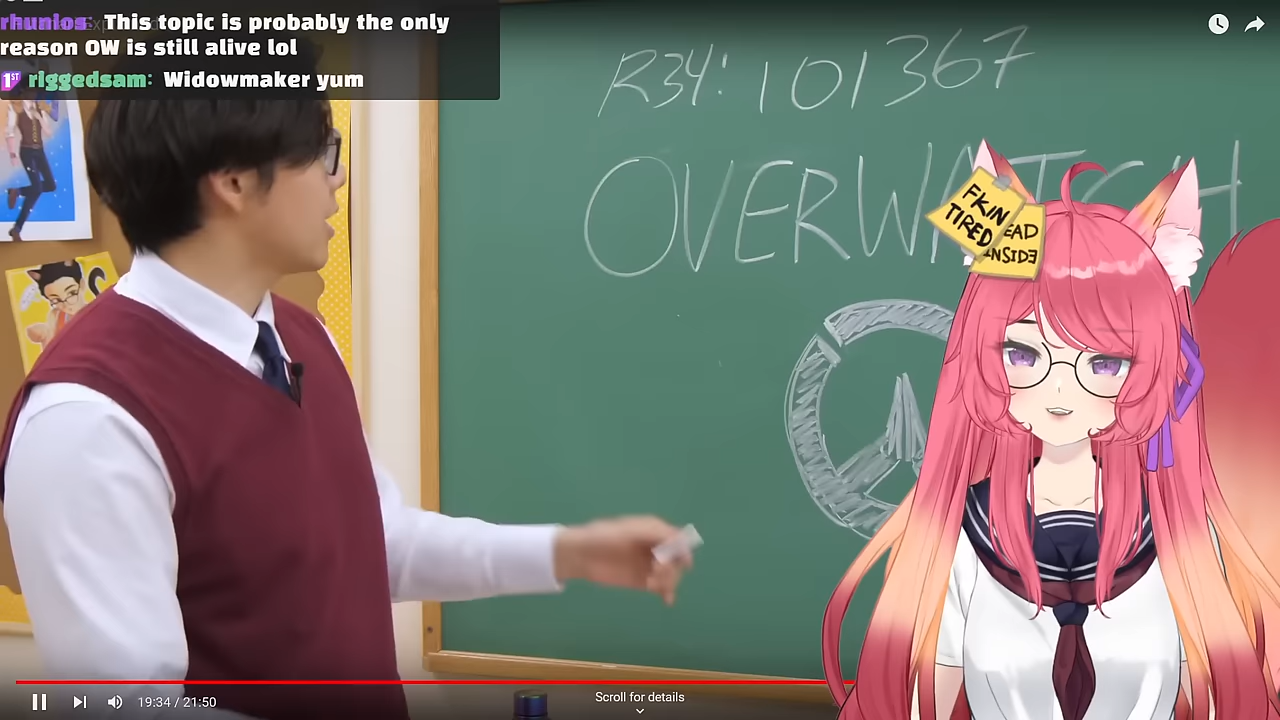 rhunios: This topic is probably the only
reason OW is still alive lol
1ST riggedsam: Widowmaker yum
R34: 101367
OVERWATCH
FKIN
TIRED
EAD
INSIDE
19:34 / 21:50
Scroll for details